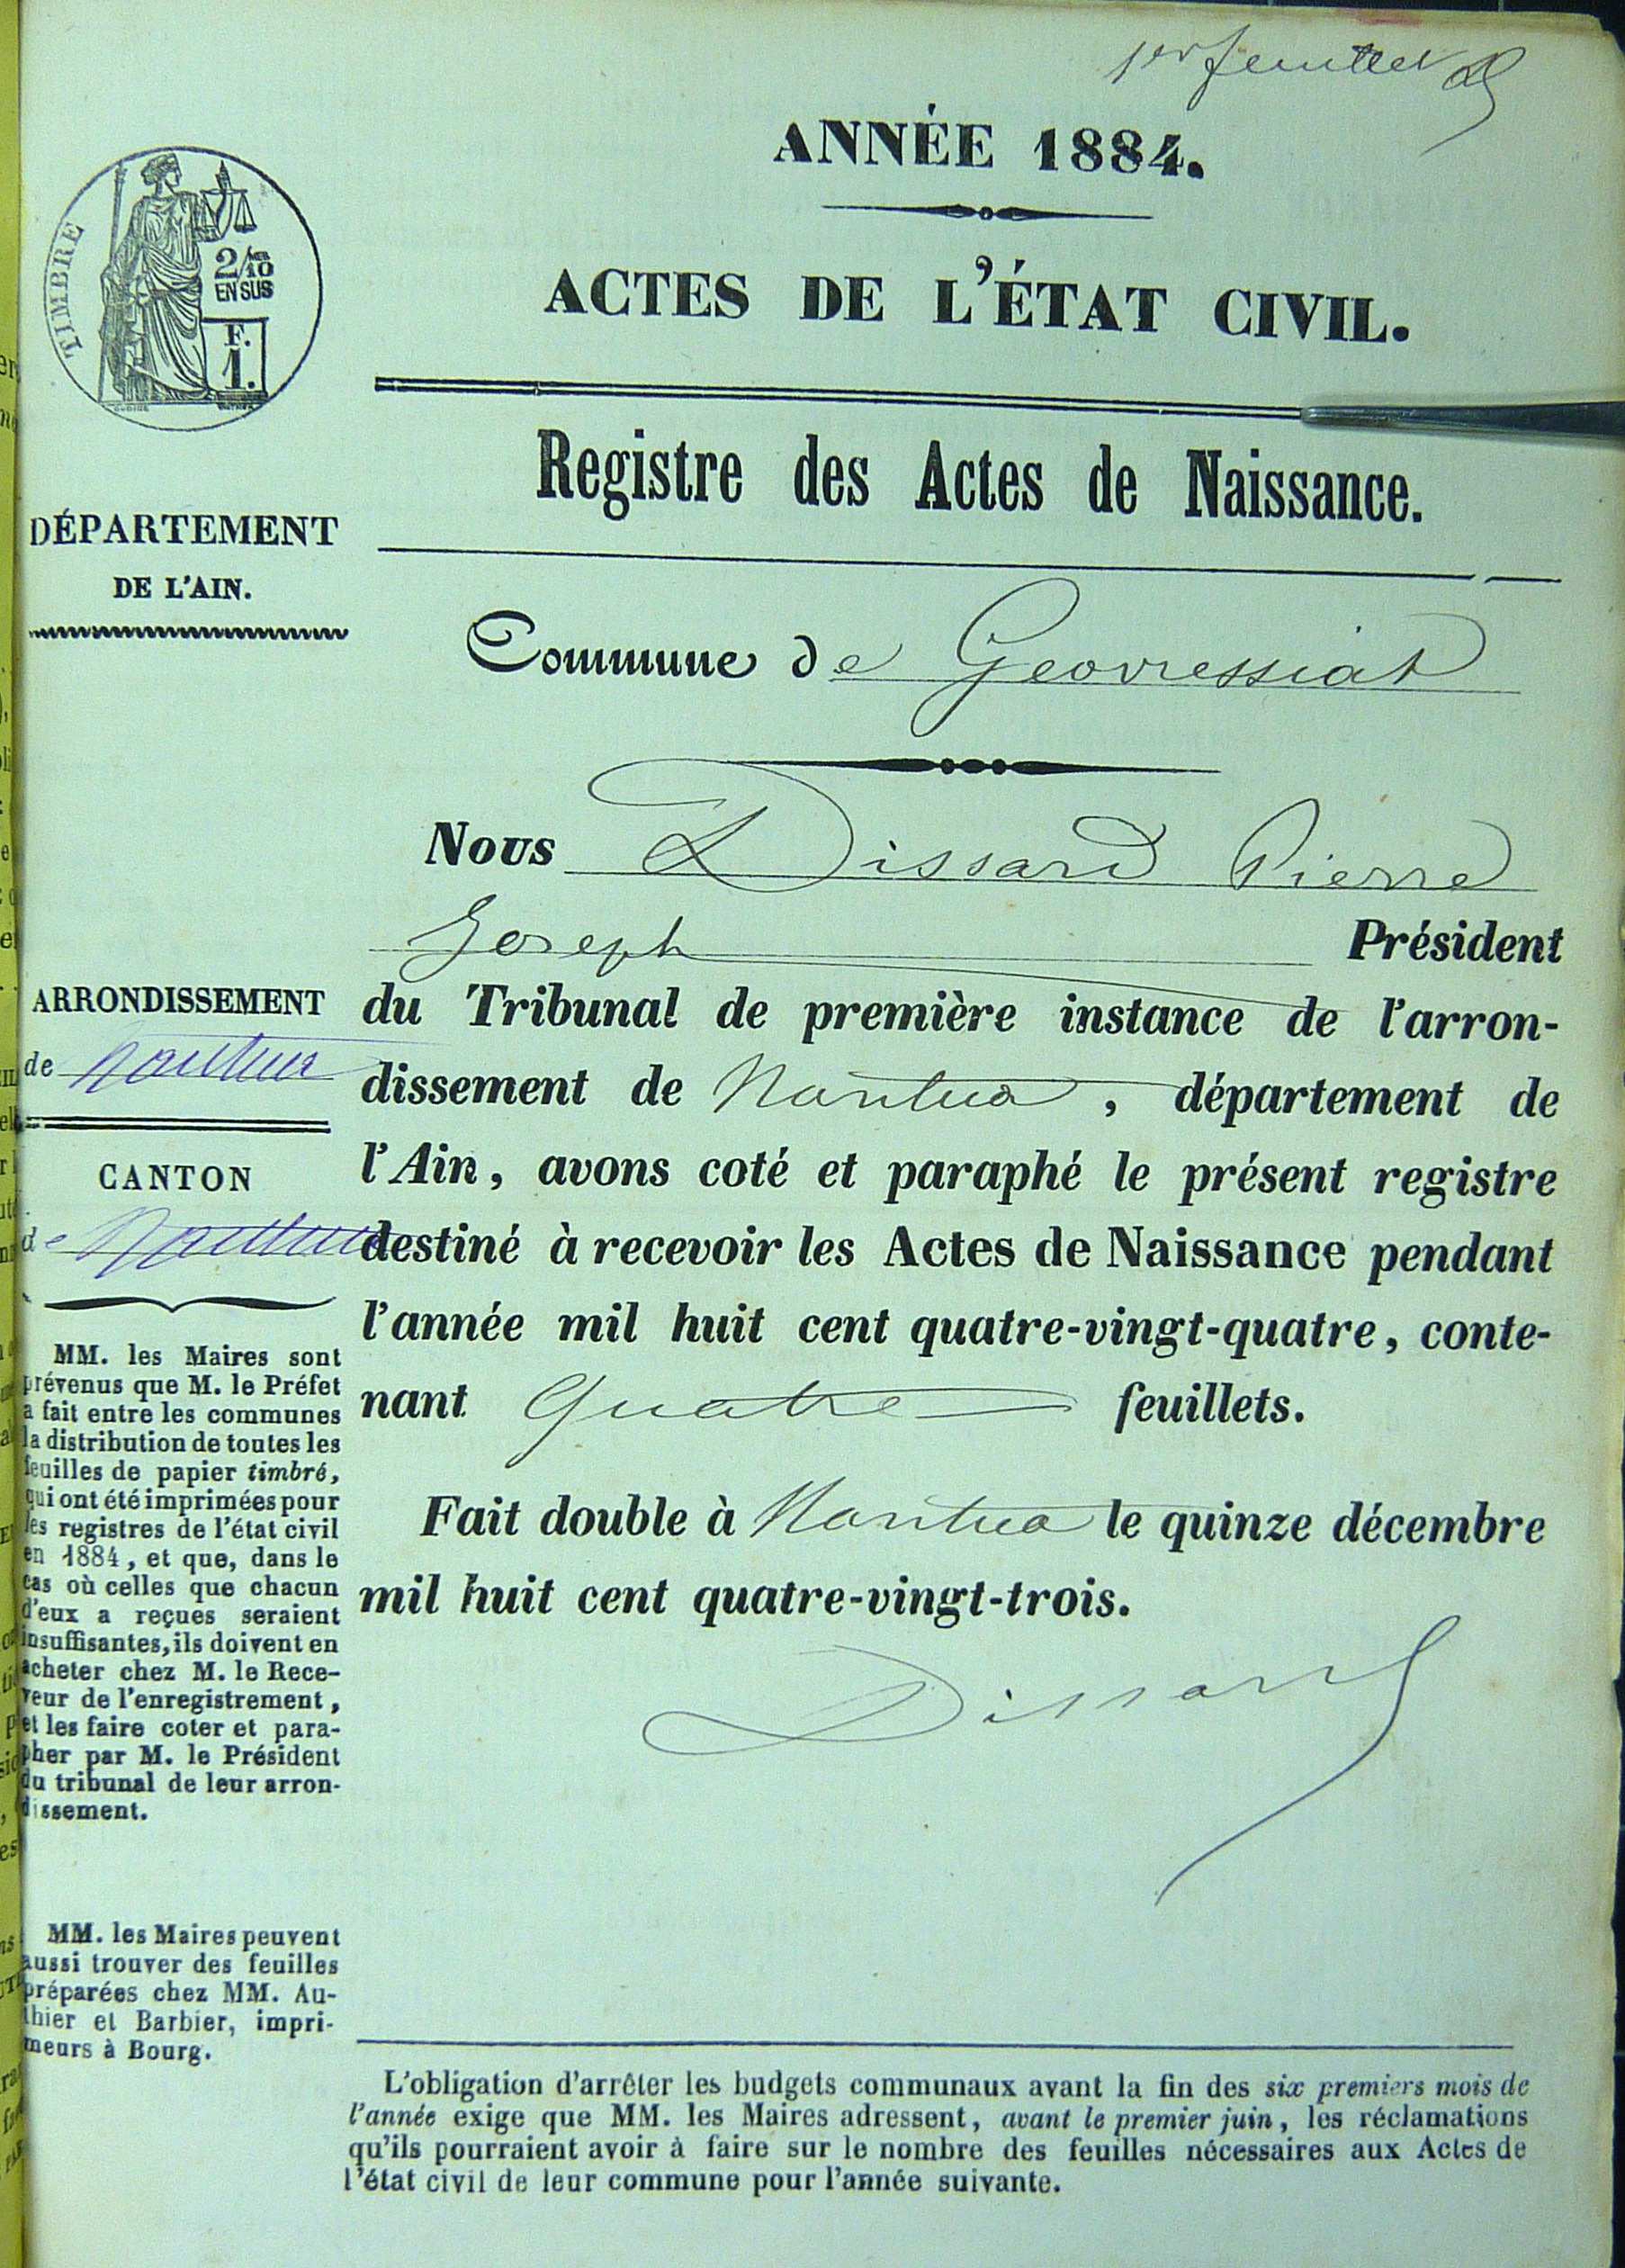 1er feuillet
ANNÉE 1884.
TIMBRE
2/10
EN SUS
F.
1.
ACTES DE L'ÉTAT CIVIL.
Registre des Actes de Naissance.
DÉPARTEMENT
DE L'AIN.
Commune de Geovressiat
Nous Dissard Pierre
Joseph Président
du Tribunal de première instance de l'arron-
dissement de Nantua, département de
l'Ain, avons coté et paraphé le présent registre
destiné à recevoir les Actes de Naissance pendant
l'année mil huit cent quatre-vingt-quatre, conte-
nant Quatre feuillets.
Fait double à Nantua le quinze décembre
mil huit cent quatre-vingt-trois.
Dissard
ARRONDISSEMENT
de Nantua
CANTON
de Nantua
MM. les Maires sont
prévenus que M. le Préfet
a fait entre les communes
la distribution de toutes les
feuilles de papier timbré,
qui ont été imprimées pour
les registres de l'état civil
en 1884, et que, dans le
cas où celles que chacun
d'eux a reçues seraient
insuffisantes, ils doivent en
acheter chez M. le Rece-
veur de l'enregistrement,
et les faire coter et para-
pher par M. le Président
du tribunal de leur arron-
dissement.
MM. les Maires peuvent
aussi trouver des feuilles
préparées chez MM. Au-
thier et Barbier, impri-
meurs à Bourg.
L'obligation d'arrêter les budgets communaux avant la fin des six premiers mois de
l'année exige que MM. les Maires adressent, avant le premier juin, les réclamations
qu'ils pourraient avoir à faire sur le nombre des feuilles nécessaires aux Actes de
l'état civil de leur commune pour l'année suivante.